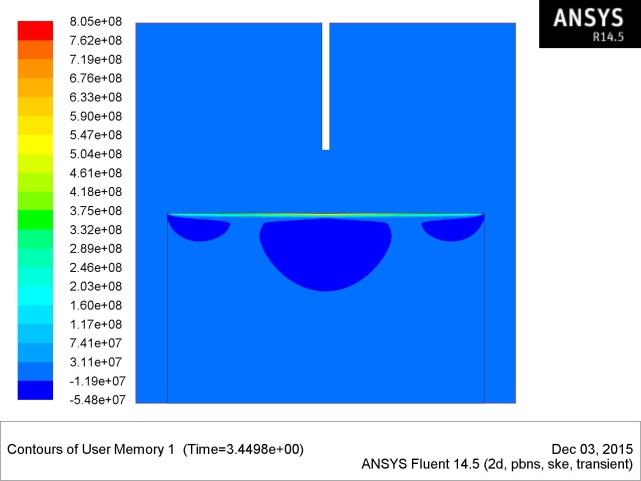 ANSYS
R14.5
8.05e+08
7.62e+08
7.19e+08
6.76e+08
6.33e+08
5.90e+08
5.47e+08
5.04e+08
4.61e+08
4.18e+08
3.75e+08
3.32e+08
2.89e+08
2.46e+08
2.03e+08
1.60e+08
1.17e+08
7.41e+07
3.11e+07
-1.19e+07
-5.48e+07
Contours of User Memory 1 (Time=3.4498e+00)
Dec 03, 2015
ANSYS Fluent 14.5 (2d, pbns, ske, transient)